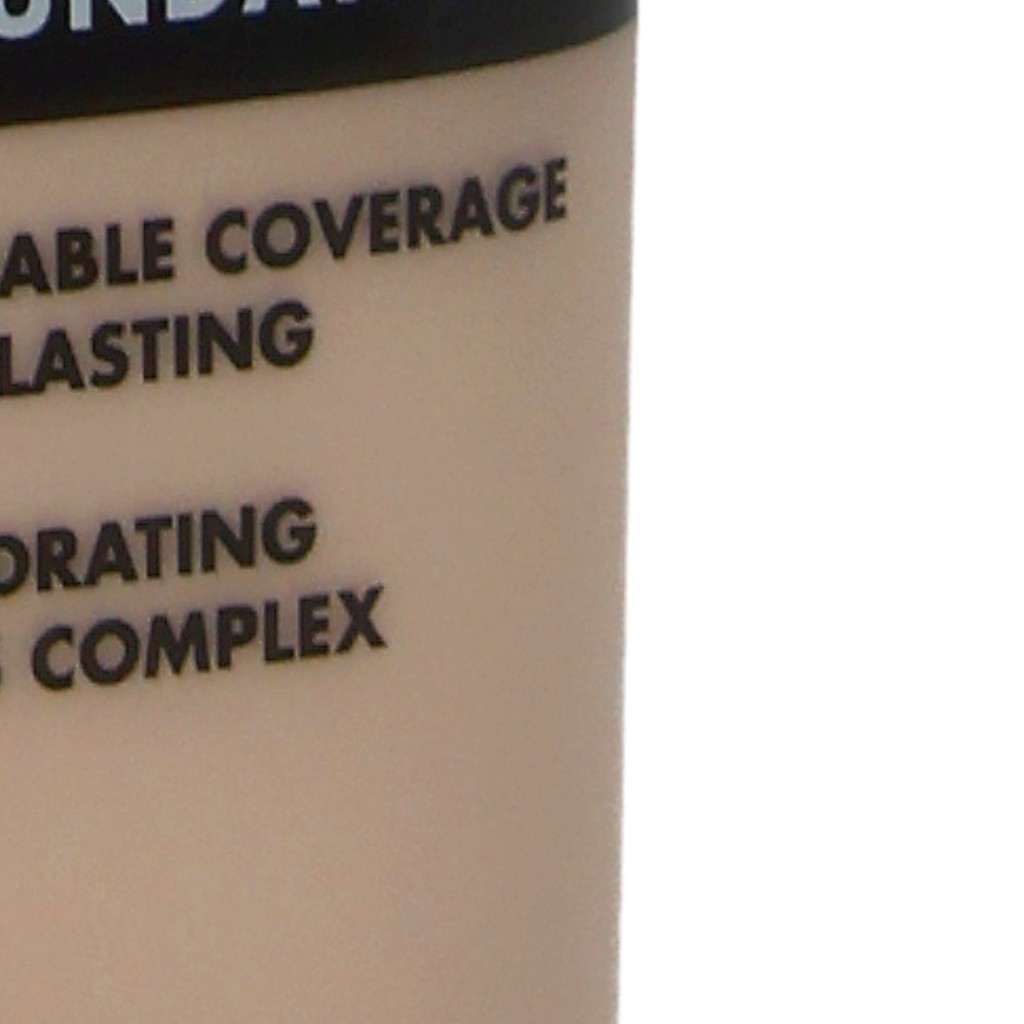 ABLE COVERAGE
LASTING
ORATING
COMPLEX